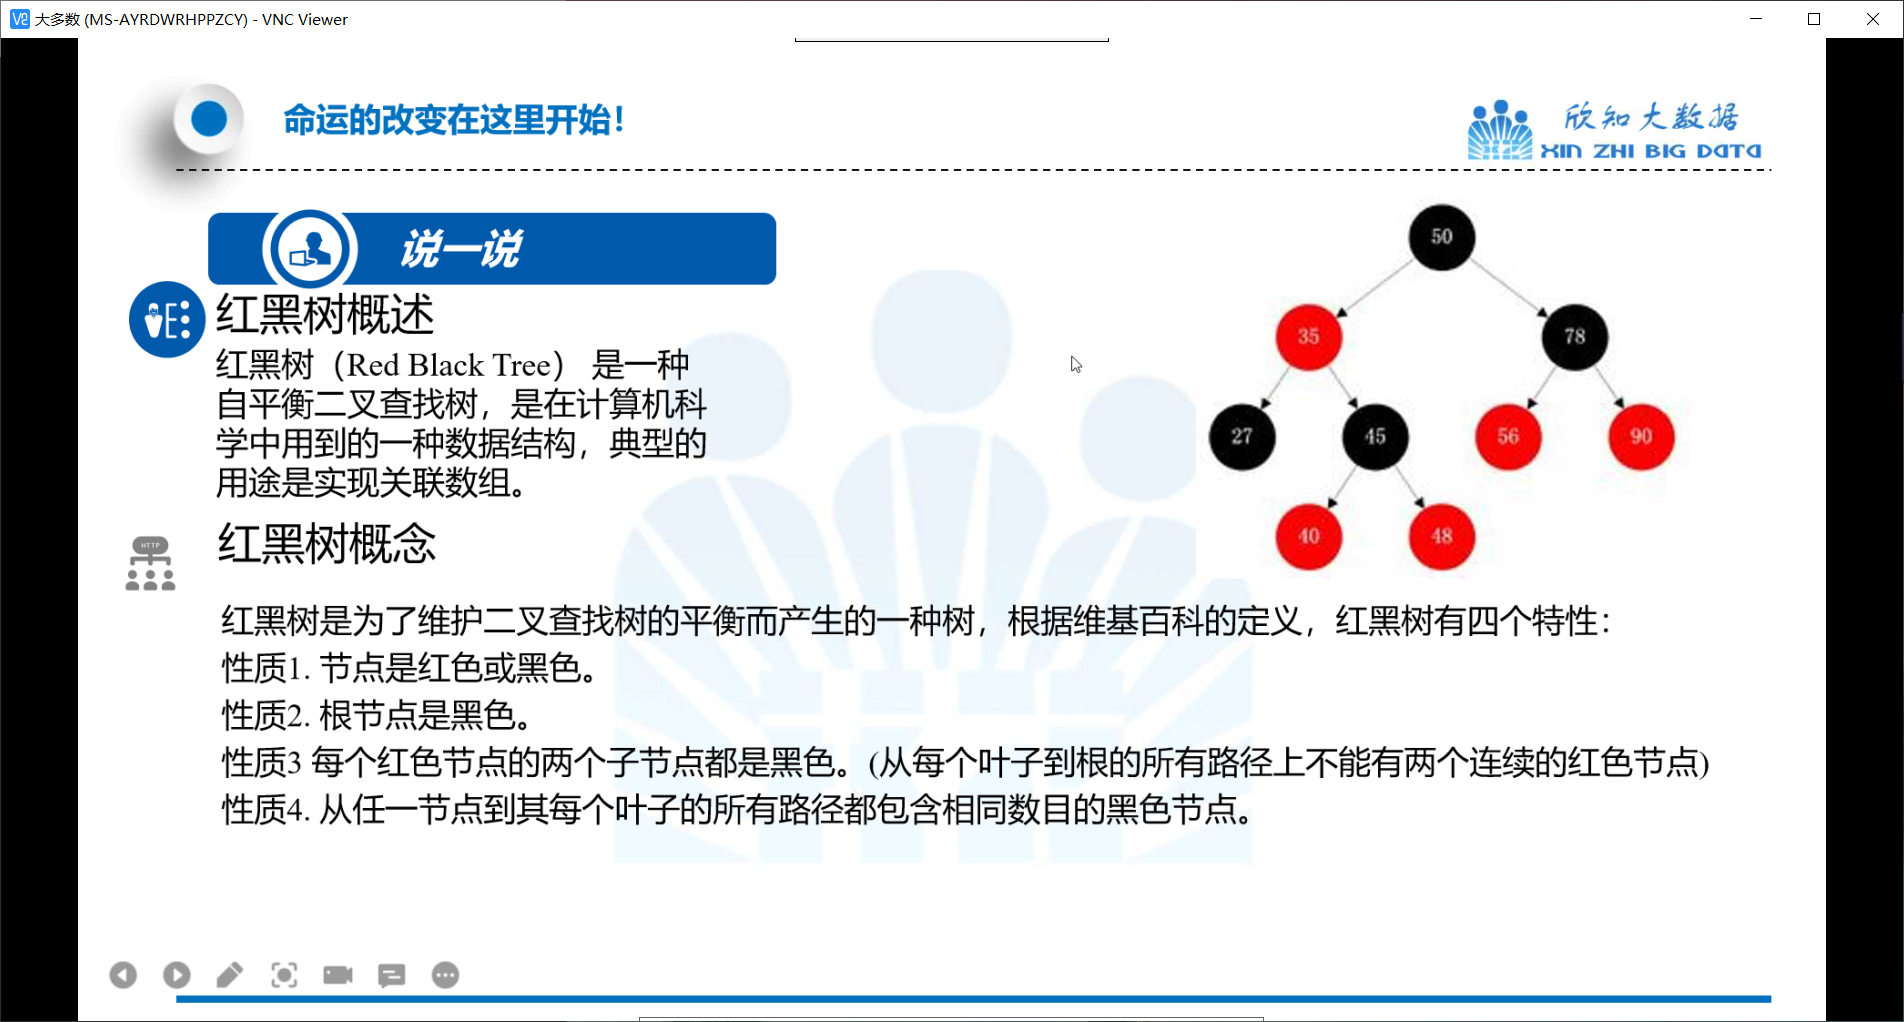 大多数 (MS-AYRDWRHPPZCY) - VNC Viewer
命运的改变在这里开始！
欣知大数据
XIN ZHI BIG DATA
说一说
红黑树概述
红黑树（Red Black Tree） 是一种
自平衡二叉查找树，是在计算机科
学中用到的一种数据结构，典型的
用途是实现关联数组。
50
35
78
27
45
56
90
40
48
HTTP
红黑树概念
红黑树是为了维护二叉查找树的平衡而产生的一种树，根据维基百科的定义，红黑树有四个特性：
性质1. 节点是红色或黑色。
性质2. 根节点是黑色。
性质3 每个红色节点的两个子节点都是黑色。(从每个叶子到根的所有路径上不能有两个连续的红色节点)
性质4. 从任一节点到其每个叶子的所有路径都包含相同数目的黑色节点。